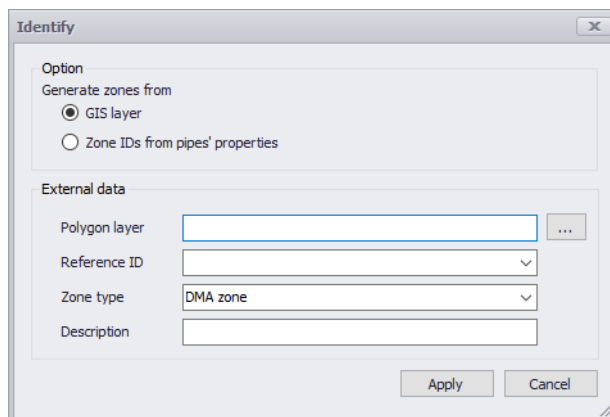 Identify
Option
Generate zones from
GIS layer
Zone IDs from pipes' properties
External data
Polygon layer
...
Reference ID
Zone type DMA zone
Description
Apply Cancel